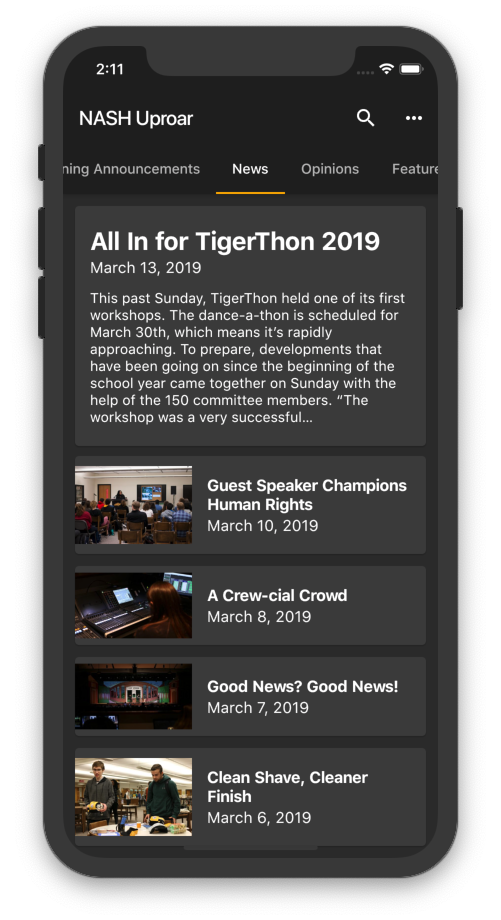 2:11
NASH Uproar
ning Announcements
News
Opinions
Feature
All In for TigerThon 2019
March 13, 2019
This past Sunday, TigerThon held one of its first
workshops. The dance-a-thon is scheduled for
March 30th, which means it’s rapidly
approaching. To prepare, developments that
have been going on since the beginning of the
school year came together on Sunday with the
help of the 150 committee members. “The
workshop was a very successful...
Guest Speaker Champions
Human Rights
March 10, 2019
A Crew-cial Crowd
March 8, 2019
Good News? Good News!
March 7, 2019
Clean Shave, Cleaner
Finish
March 6, 2019